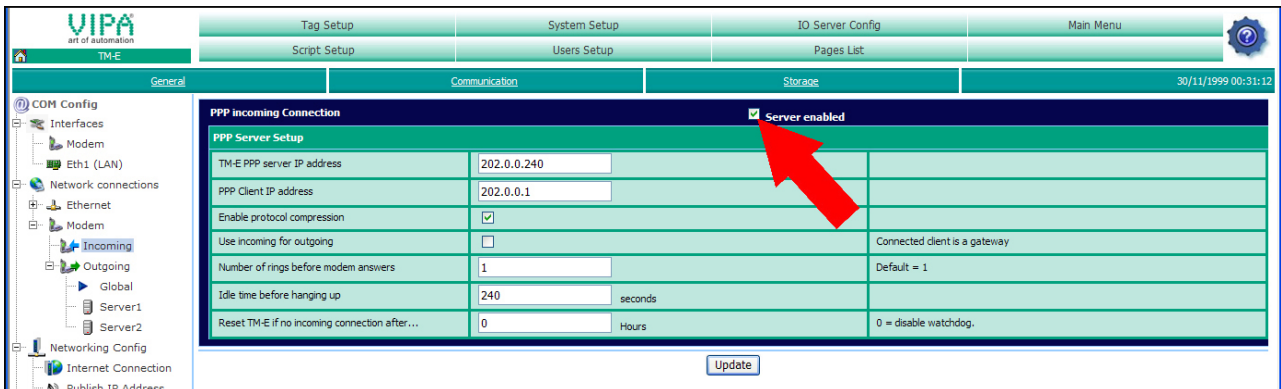 VIPA
art of automation
TM-E
Tag Setup
System Setup
IO Server Config
Main Menu
Script Setup
Users Setup
Pages List
General
Communication
Storage
30/11/1999 00:31:12
COM Config
Interfaces
Modem
Eth1 (LAN)
Network connections
Ethernet
Modem
Incoming
Outgoing
Global
Server1
Server2
Networking Config
Internet Connection
Publish IP Address
PPP incoming Connection
Server enabled
PPP Server Setup
TM-E PPP server IP address 202.0.0.240
PPP Client IP address 202.0.0.1
Enable protocol compression
Use incoming for outgoing Connected client is a gateway
Number of rings before modem answers 1 Default = 1
Idle time before hanging up 240 seconds
Reset TM-E if no incoming connection after... 0 Hours 0 = disable watchdog.
Update